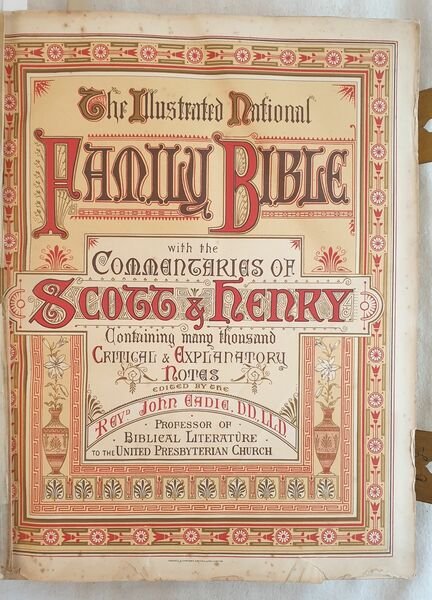 The Illustrated National
Family Bible
with the
Commentaries of
Scott & Henry
Containing many thousand
Critical & Explanatory
Notes
edited by the
Revd. John Eadie, DD, LLD
Professor of
Biblical Literature
to the United Presbyterian Church